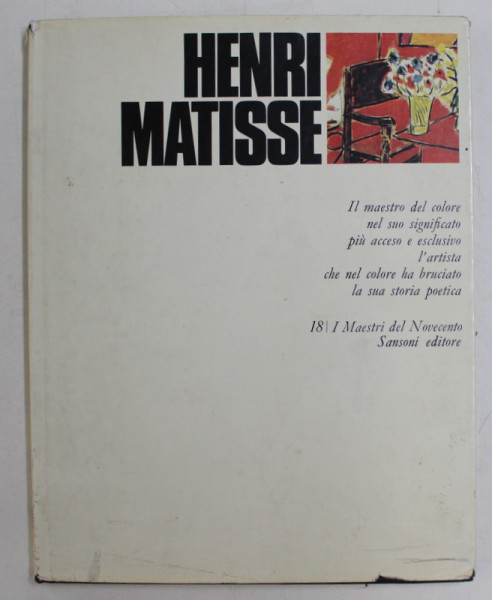 HENRI
MATISSE
Il maestro del colore
nel suo significato
più acceso e esclusivo
l'artista
che nel colore ha bruciato
la sua storia poetica
18| I Maestri del Novecento
Sansoni editore